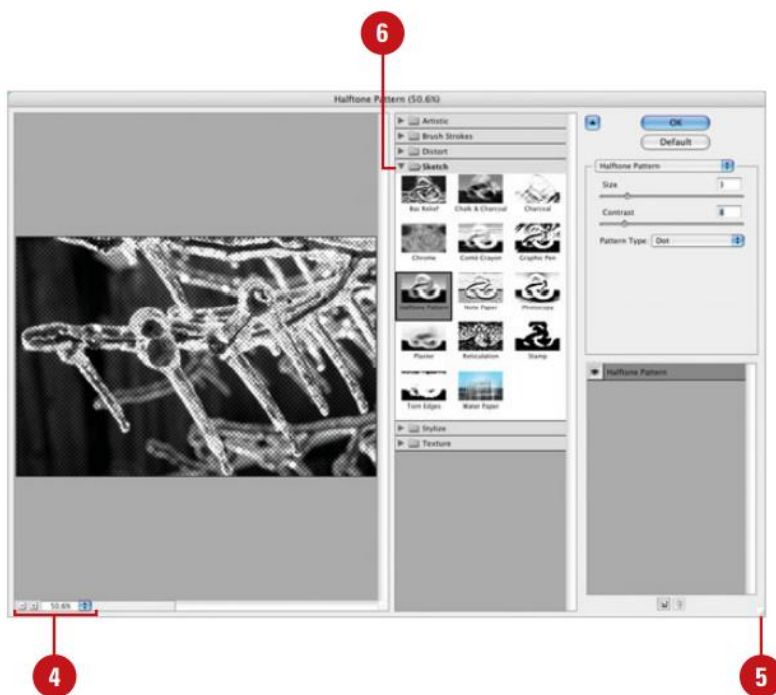 6
Halftone Pattern (50.6%)
Artistic
Brush Strokes
Distort
Sketch
Bas Relief
Chalk & Charcoal
Charcoal
Chrome
Conté Crayon
Graphic Pen
Halftone Pattern
Note Paper
Photocopy
Plaster
Reticulation
Stamp
Torn Edges
Water Paper
Stylize
Texture
OK
Default
Halftone Pattern
Size
3
Contrast
8
Pattern Type: Dot
Halftone Pattern
50.6%
4
5